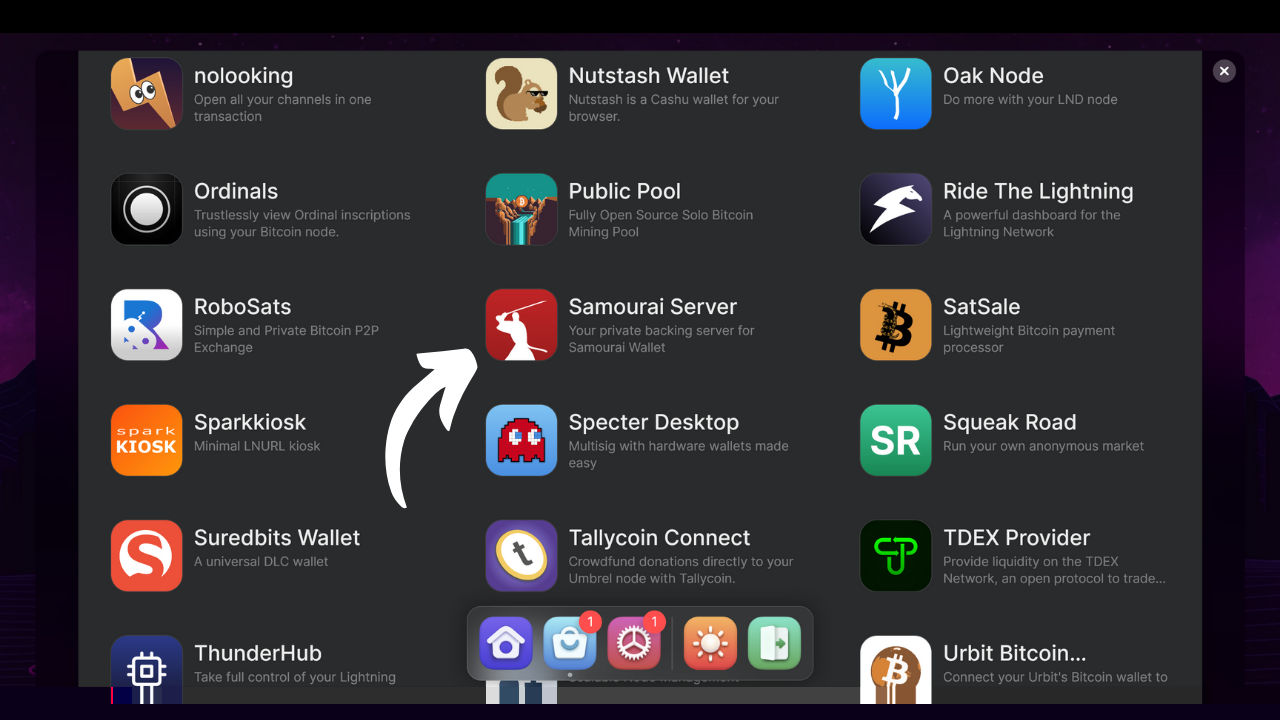 nolooking
Open all your channels in one
transaction
Nutstash Wallet
Nutstash is a Cashu wallet for your
browser.
Oak Node
Do more with your LND node
Ordinals
Trustlessly view Ordinal inscriptions
using your Bitcoin node.
Public Pool
Fully Open Source Solo Bitcoin
Mining Pool
Ride The Lightning
A powerful dashboard for the
Lightning Network
RoboSats
Simple and Private Bitcoin P2P
Exchange
Samourai Server
Your private backing server for
Samourai Wallet
SatSale
Lightweight Bitcoin payment
processor
spark
KIOSK
Sparkkiosk
Minimal LNURL kiosk
Specter Desktop
Multisig with hardware wallets made
easy
SR
Squeak Road
Run your own anonymous market
Suredbits Wallet
A universal DLC wallet
t
Tallycoin Connect
Crowdfund donations directly to your
Umbrel node with Tallycoin.
TDEX Provider
Provide liquidity on the TDEX
Network, an open protocol to trade...
ThunderHub
Take full control of your Lightning
1
1
Urbit Bitcoin...
Connect your Urbit's Bitcoin wallet to